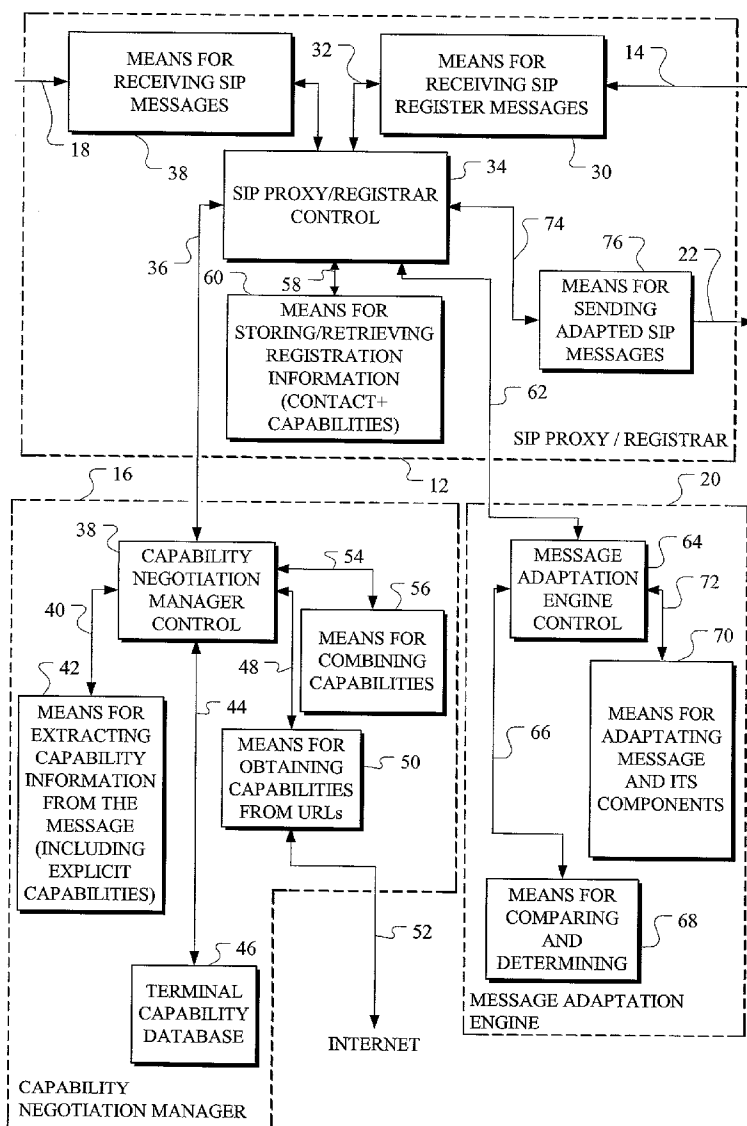 MEANS FOR
RECEIVING SIP
MESSAGES
32
MEANS FOR
RECEIVING SIP
REGISTER MESSAGES
14
18
38
30
SIP PROXY/REGISTRAR
CONTROL
34
36
74
76
22
58
60
MEANS FOR
STORING/RETRIEVING
REGISTRATION
INFORMATION
(CONTACT+
CAPABILITIES)
MEANS FOR
SENDING
ADAPTED SIP
MESSAGES
62
SIP PROXY / REGISTRAR
16
12
20
38
CAPABILITY
NEGOTIATION
MANAGER
CONTROL
54
56
MEANS FOR
COMBINING
CAPABILITIES
40
42
MEANS FOR
EXTRACTING
CAPABILITY
INFORMATION
FROM THE
MESSAGE
(INCLUDING
EXPLICIT
CAPABILITIES)
44
48
MEANS FOR
OBTAINING
CAPABILITIES
FROM URLs
50
52
46
TERMINAL
CAPABILITY
DATABASE
INTERNET
CAPABILITY
NEGOTIATION MANAGER
MESSAGE
ADAPTATION
ENGINE
CONTROL
64
72
70
MEANS FOR
ADAPTATING
MESSAGE
AND ITS
COMPONENTS
66
MEANS FOR
COMPARING
AND
DETERMINING
68
MESSAGE ADAPTATION
ENGINE